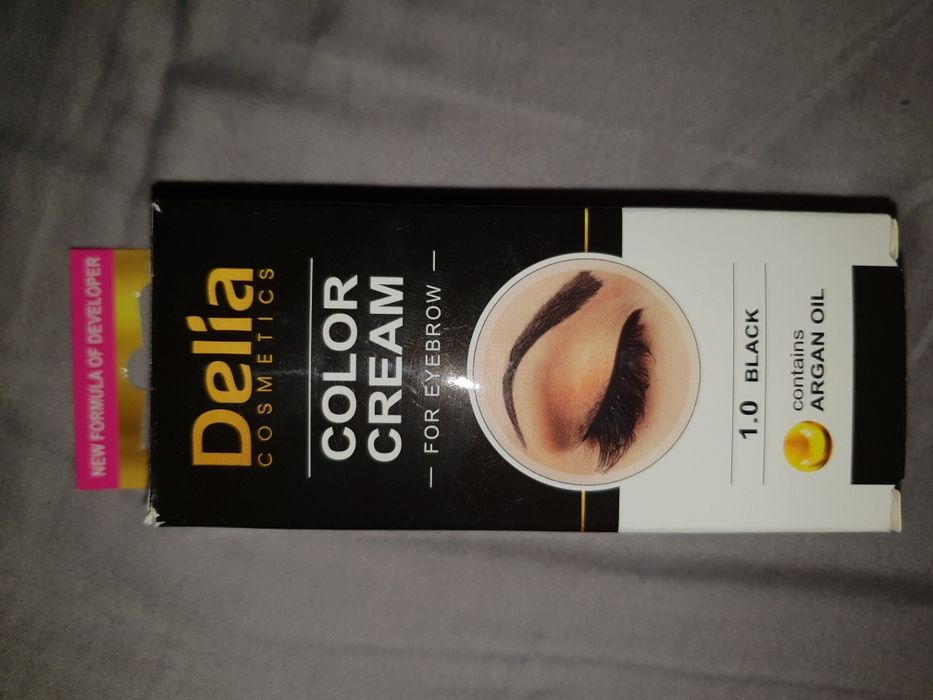 NEW FORMULA OF DEVELOPER
Delia
COSMETICS
COLOR
CREAM
FOR EYEBROW
1.0 BLACK
contains
ARGAN OIL